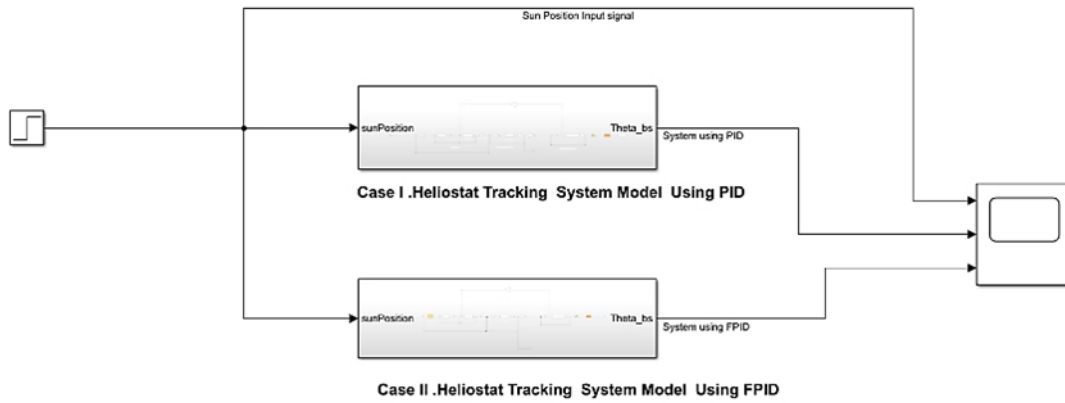 Sun Position Input signal
sunPosition
Theta_bs
System using PID
Case I .Heliostat Tracking System Model Using PID
sunPosition
Theta_bs
System using FPID
Case II .Heliostat Tracking System Model Using FPID